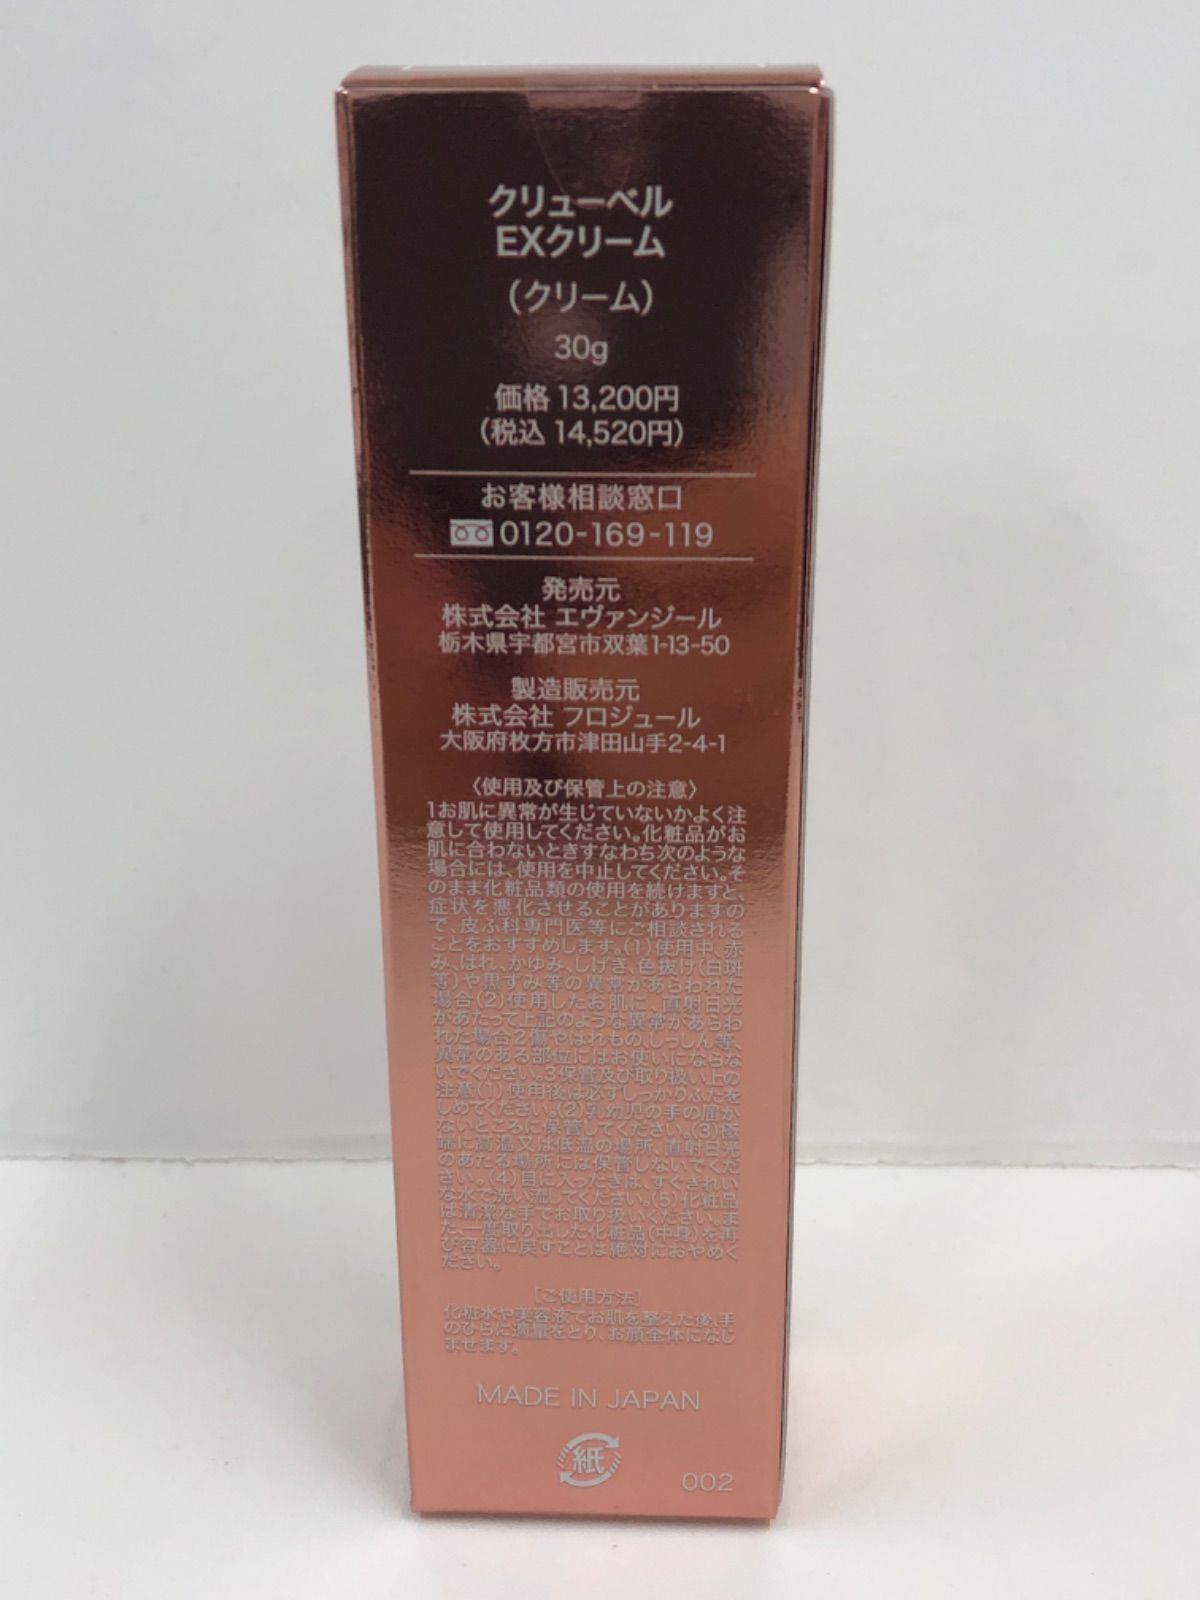 クリューベル
EXクリーム
（クリーム）
30g
価格 13,200円
（税込 14,520円）
お客様相談窓口
0120-169-119
発売元
株式会社 エヴァンジール
栃木県宇都宮市双葉1-13-50
製造販売元
株式会社 フロジュール
大阪府枚方市津田山手2-4-1
〈使用及び保管上の注意〉
1お肌に異常が生じていないかよく注
意して使用してください。化粧品がお
肌に合わないときすなわち次のような
場合には、使用を中止してください。そ
のまま化粧品類の使用を続けますと、
症状を悪化させることがありますの
で、皮ふ科専門医等にご相談される
ことをおすすめします。(1)使用中、赤
み、はれ、かゆみ、しげき、色抜け(白斑
等)や黒ずみ等の異常があらわれた
場合(2)使用したお肌に、直射日光
があたって上記のような異常があらわ
れた場合2傷やはれもの、しっしん等、
異常のある部位にはお使いにならな
いでください。3保管及び取り扱い上の
注意(1)使用後は必ずしっかりふたを
しめてください。(2)乳幼児の手の届か
ないところに保管してください。(3)極
端に高温又は低温の場所、直射日光
のあたる場所には保管しないでくだ
さい。(4)目に入ったときは、すぐきれい
な水で洗い流してください。(5)化粧品
は清潔な手でお取り扱いください。ま
た、一度取り出した化粧品(中身)を再
び容器に戻すことは絶対におやめく
ださい。
[ご使用方法]
化粧水や美容液でお肌を整えた後、手
のひらに適量をとり、お顔全体になじ
ませます。
MADE IN JAPAN
紙
002